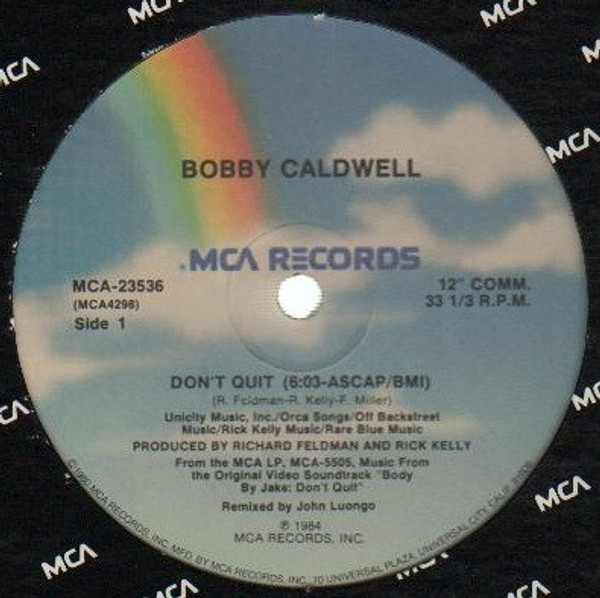 BOBBY CALDWELL
MCA RECORDS
MCA-23536
(MCA4298)
Side 1
12" COMM.
33 1/3 R.P.M.
DON'T QUIT (6:03-ASCAP/BMI)
(R. Feldman-R. Kelly-F. Miller)
Unicity Music, Inc./Orca Songs/Off Backstreet
Music/Rick Kelly Music/Rare Blue Music
PRODUCED BY RICHARD FELDMAN AND RICK KELLY
From the MCA LP, MCA-5505, Music From
the Original Video Soundtrack "Body
By Jake: Don't Quit"
Remixed by John Luongo
℗ 1984
MCA RECORDS, INC.
© 1980 MCA RECORDS, INC. MFD. BY MCA RECORDS, INC., 70 UNIVERSAL PLAZA, UNIVERSAL CITY, CALIF.
MCA
MCA
MCA
MCA
MCA
MCA
MCA
MCA
MCA